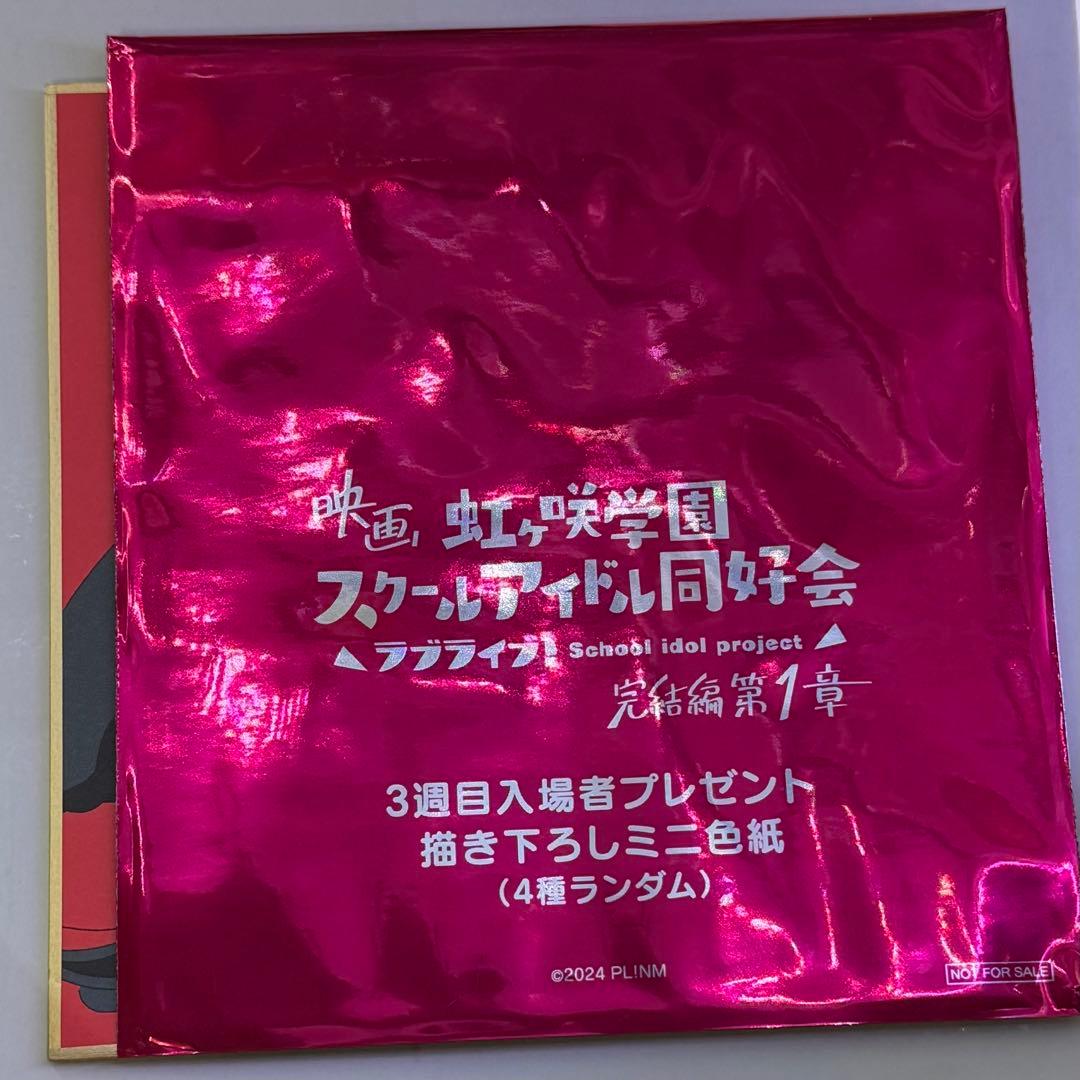 映画 虹ヶ咲学園
スクールアイドル同好会
ラブライブ! School idol project
完結編 第1章
3週目入場者プレゼント
描き下ろしミニ色紙
(4種ランダム)
©2024 PL!NM
NOT FOR SALE